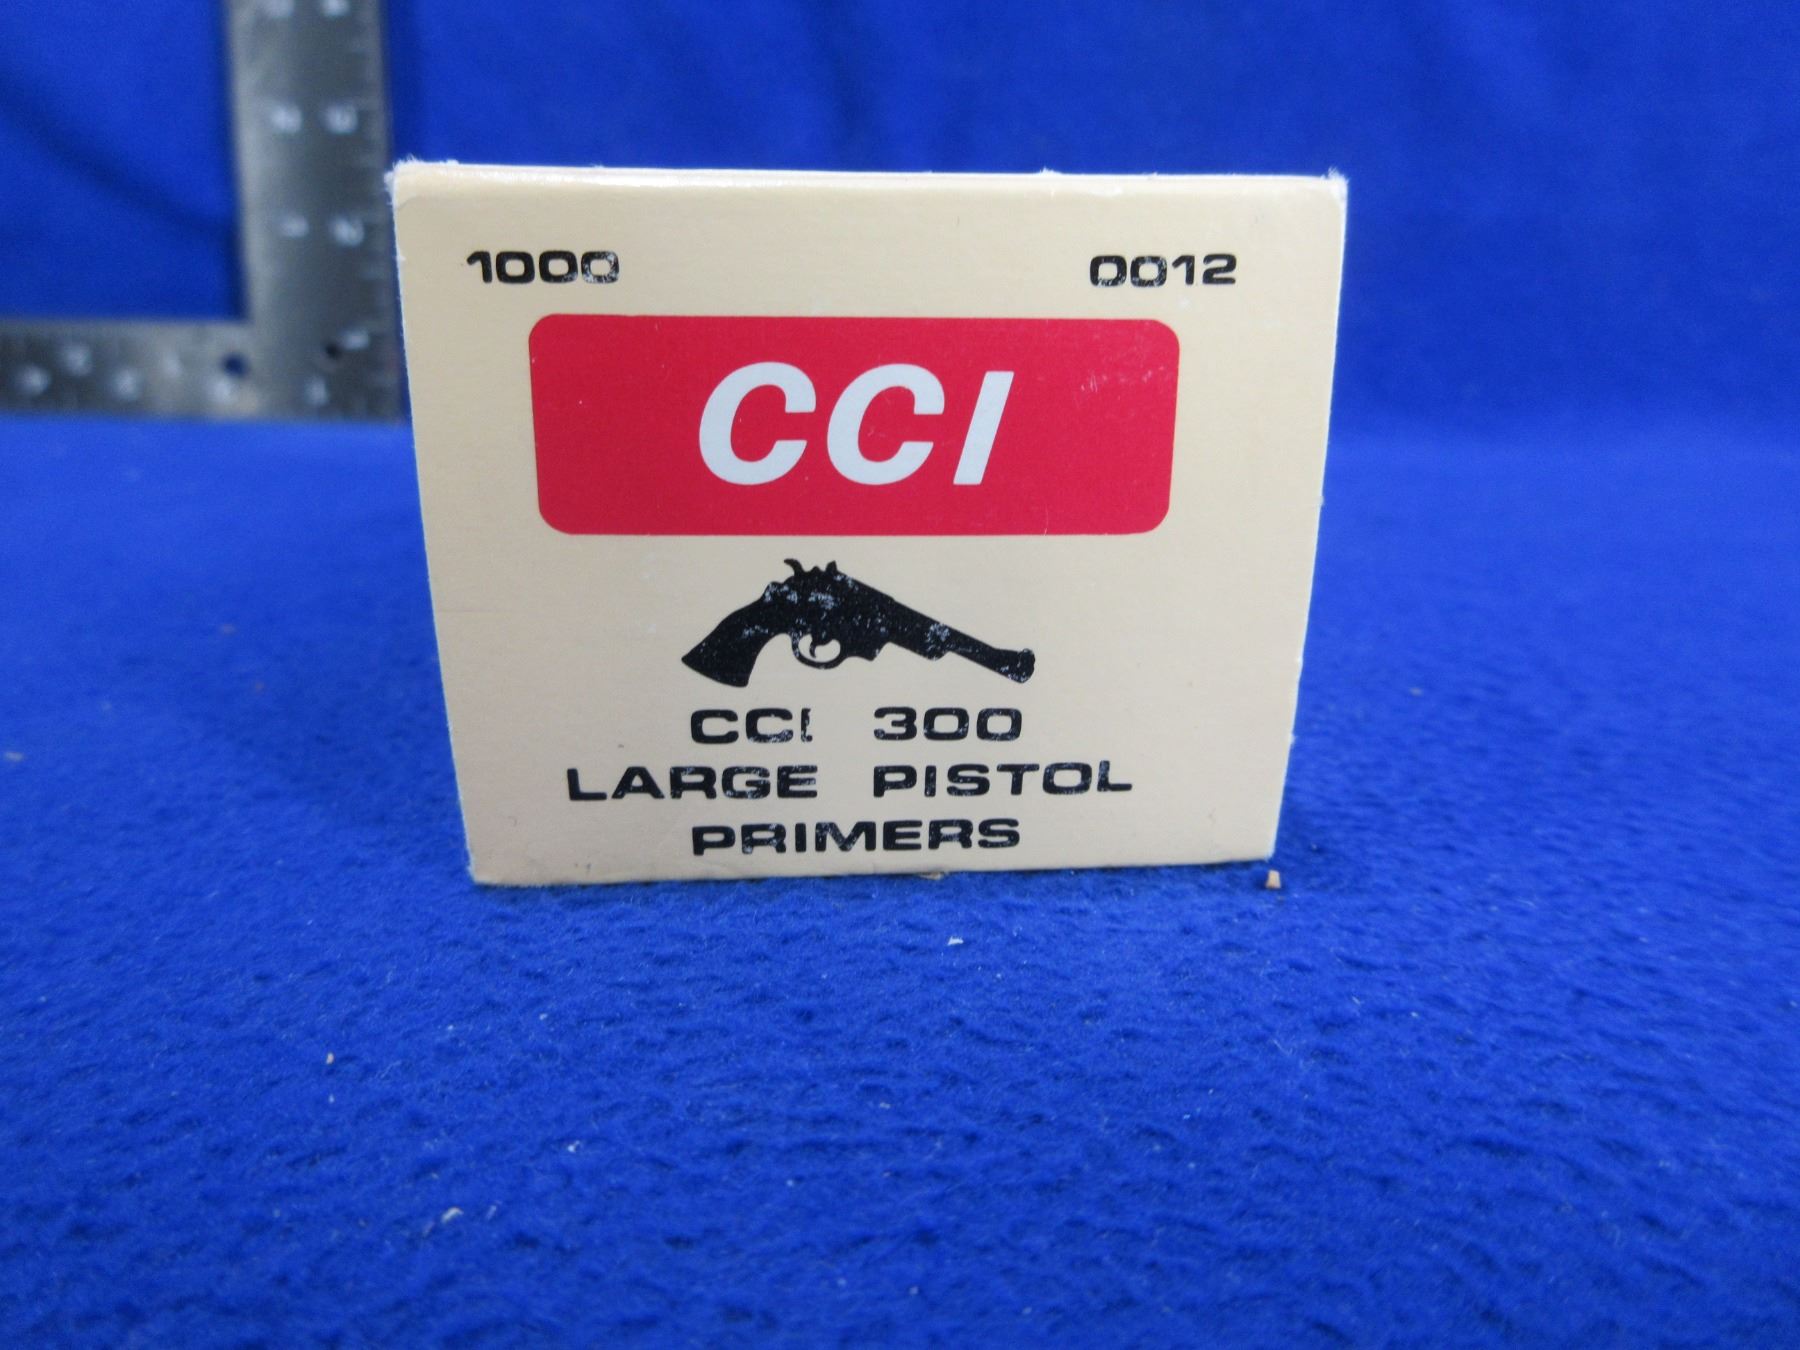 1000 0012
CCI
CCI 300
LARGE PISTOL
PRIMERS